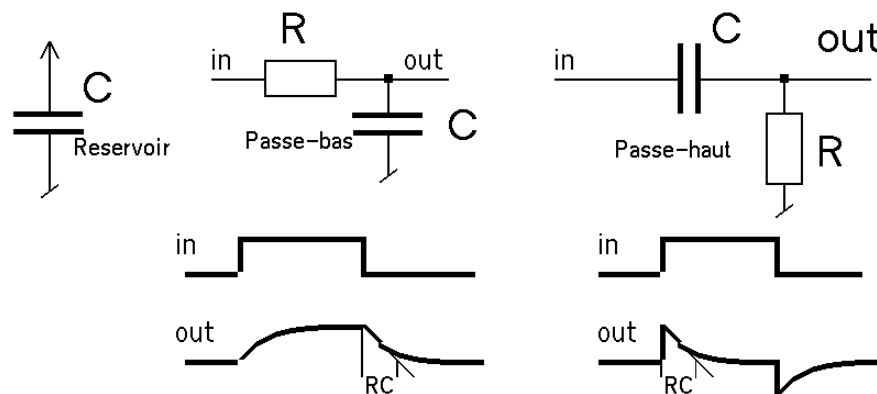 C
Reservoir
R
in
out
Passe-bas
C
in
out
RC
C
in
out
Passe-haut
R
in
out
RC